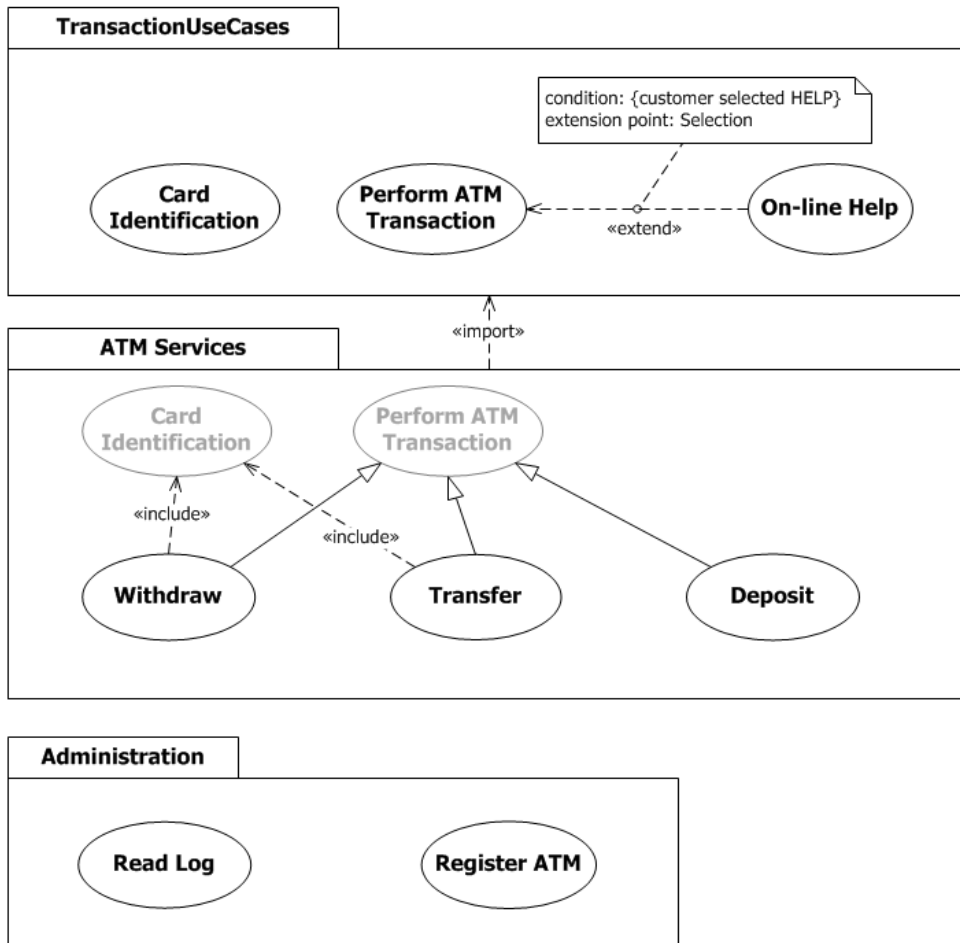 TransactionUseCases
condition: {customer selected HELP}
extension point: Selection
Card
Identification
Perform ATM
Transaction
«extend»
On-line Help
«import»
ATM Services
Card
Identification
Perform ATM
Transaction
«include»
«include»
Withdraw
Transfer
Deposit
Administration
Read Log
Register ATM